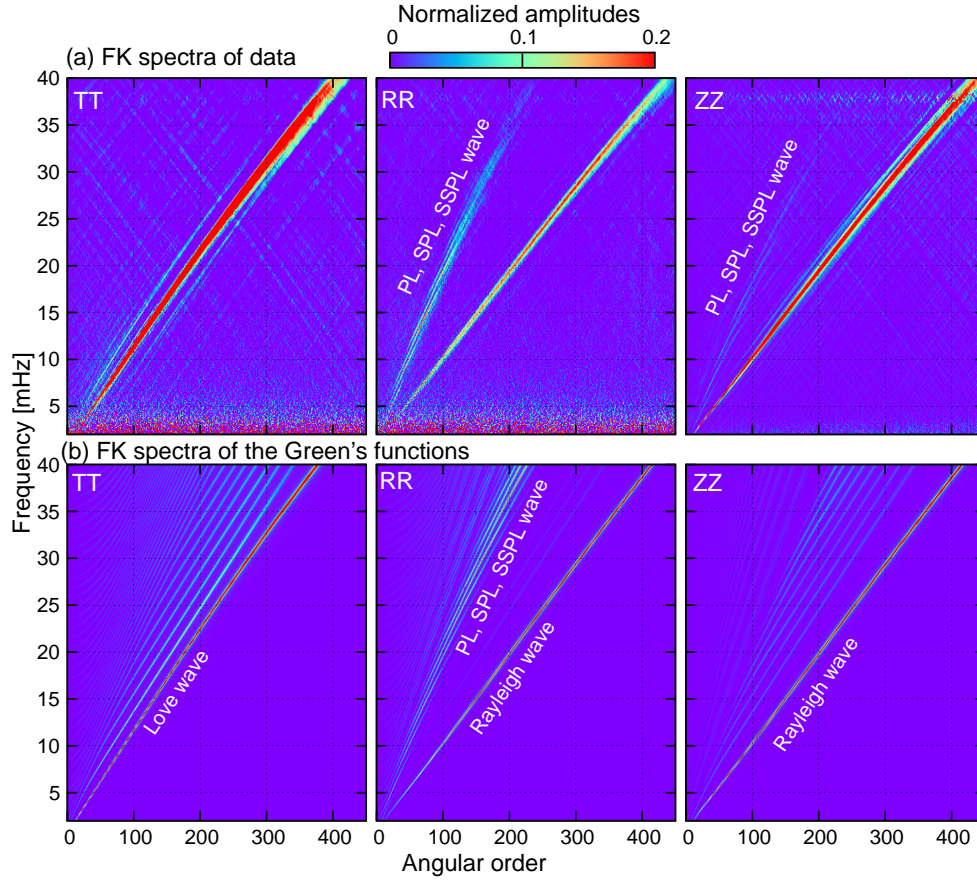 Normalized amplitudes
0 0.1 0.2
(a) FK spectra of data
TT RR ZZ
PL, SPL, SSPL wave
PL, SPL, SSPL wave
40
35
30
25
20
15
10
5
Frequency [mHz]
(b) FK spectra of the Green's functions
TT RR ZZ
Love wave
PL, SPL, SSPL wave
Rayleigh wave
Rayleigh wave
40
35
30
25
20
15
10
5
0 100 200 300 400 0 100 200 300 400 0 100 200 300 400
Angular order